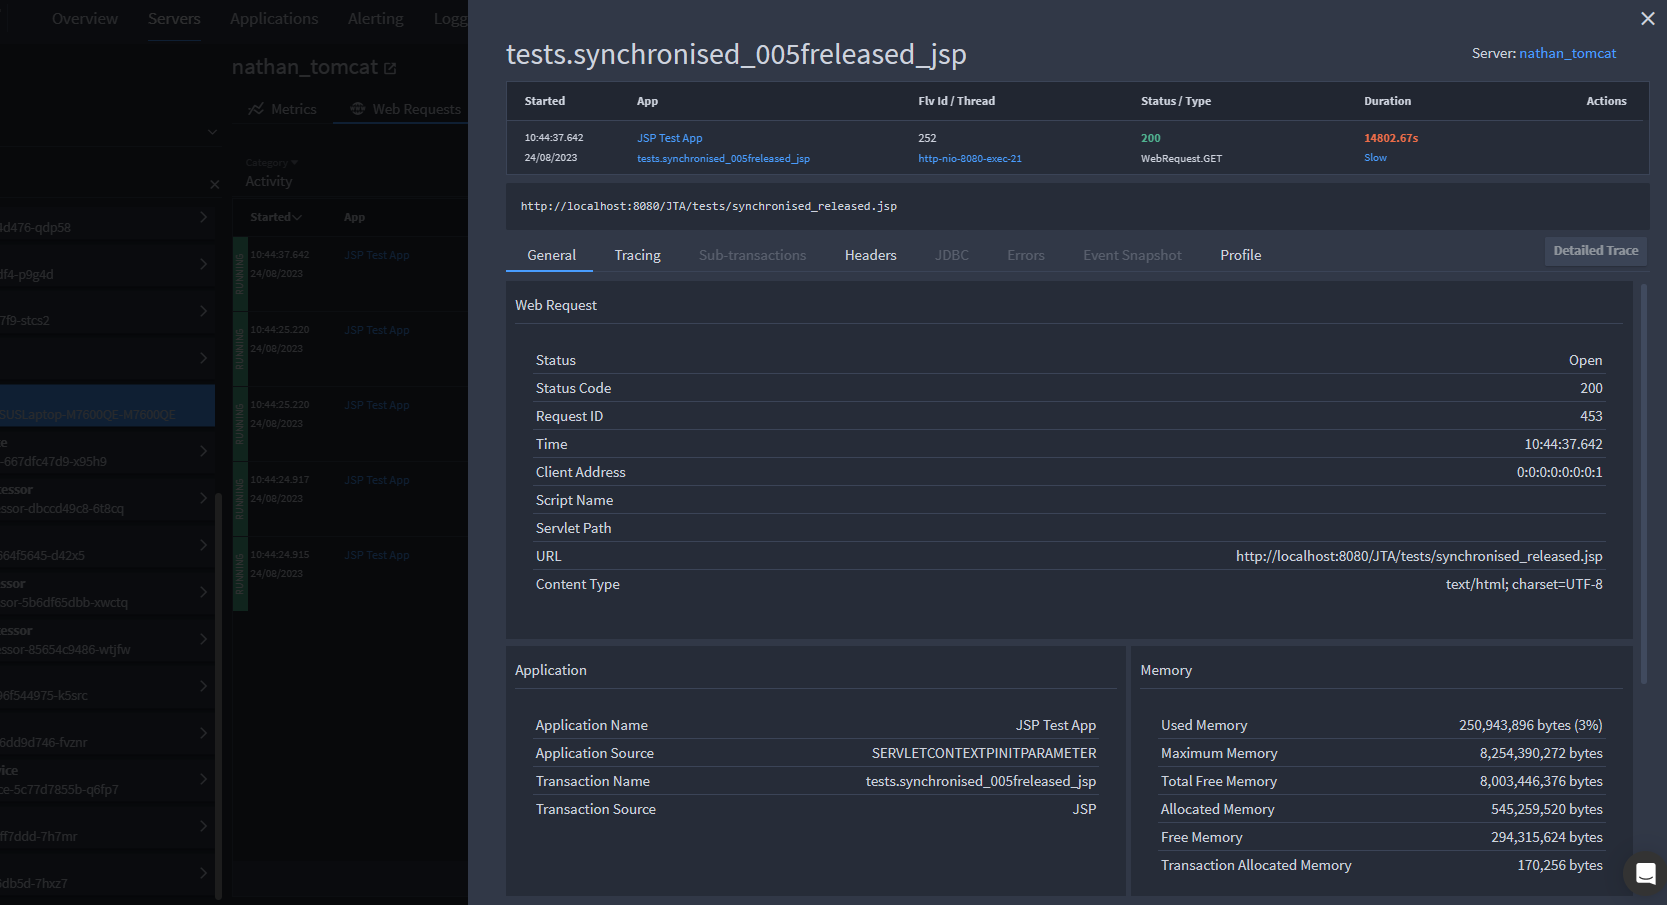 Overview Servers Applications Alerting Logg
nathan_tomcat
Metrics Web Requests
Category
Activity
Started App
4d476-qdp58
df4-p9g4d
7f9-stcs2
SUSLaptop-M7600QE-M7600QE
-667dfc47d9-x95h9
essor
essor-dbccd49c8-6t8cq
664f5645-d42x5
ssor
sor-5b6df65dbb-xwctq
essor
essor-85654c9486-wtjfw
96f544975-k5src
6dd9d746-fvznr
vice
ce-5c77d7855b-q6fp7
ff7ddd-7h7mr
6db5d-7hxz7
RUNNING 10:44:37.642 JSP Test App
24/08/2023
RUNNING 10:44:25.220 JSP Test App
24/08/2023
RUNNING 10:44:25.220 JSP Test App
24/08/2023
RUNNING 10:44:24.917 JSP Test App
24/08/2023
RUNNING 10:44:24.915 JSP Test App
24/08/2023
tests.synchronised_005freleased_jsp
Server: nathan_tomcat
Started App Flv Id / Thread Status / Type Duration Actions
10:44:37.642 JSP Test App 252 200 14802.67s
24/08/2023 tests.synchronised_005freleased_jsp http-nio-8080-exec-21 WebRequest.GET Slow
http://localhost:8080/JTA/tests/synchronised_released.jsp
General Tracing Sub-transactions Headers JDBC Errors Event Snapshot Profile Detailed Trace
Web Request
Status Open
Status Code 200
Request ID 453
Time 10:44:37.642
Client Address 0:0:0:0:0:0:0:1
Script Name
Servlet Path
URL http://localhost:8080/JTA/tests/synchronised_released.jsp
Content Type text/html; charset=UTF-8
Application
Application Name JSP Test App
Application Source SERVLETCONTEXTPINITPARAMETER
Transaction Name tests.synchronised_005freleased_jsp
Transaction Source JSP
Memory
Used Memory 250,943,896 bytes (3%)
Maximum Memory 8,254,390,272 bytes
Total Free Memory 8,003,446,376 bytes
Allocated Memory 545,259,520 bytes
Free Memory 294,315,624 bytes
Transaction Allocated Memory 170,256 bytes